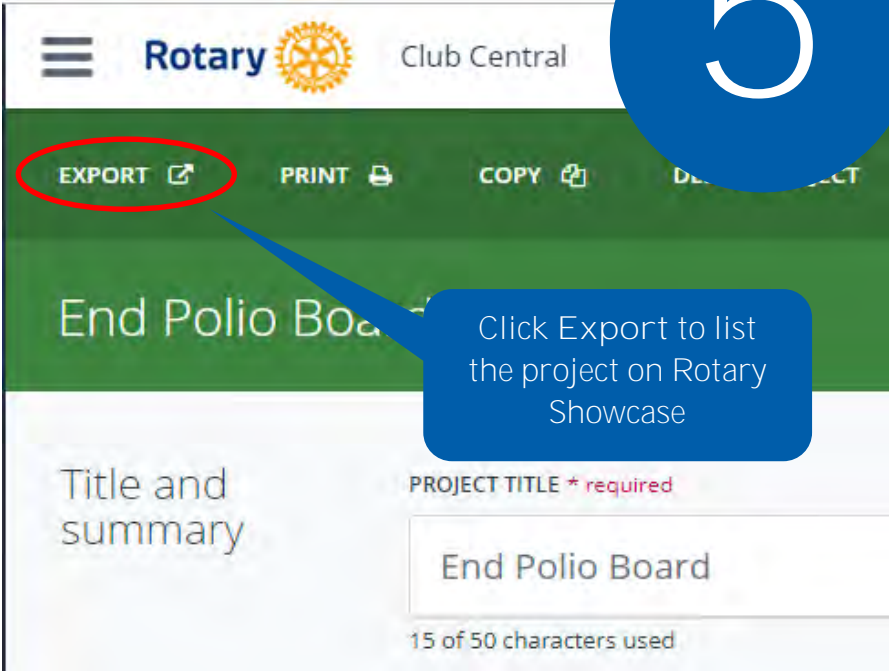 5
Rotary Club Central
EXPORT PRINT COPY
End Polio
Click Export to list
the project on Rotary
Showcase
Title and
summary
PROJECT TITLE * required
End Polio Board
15 of 50 characters used